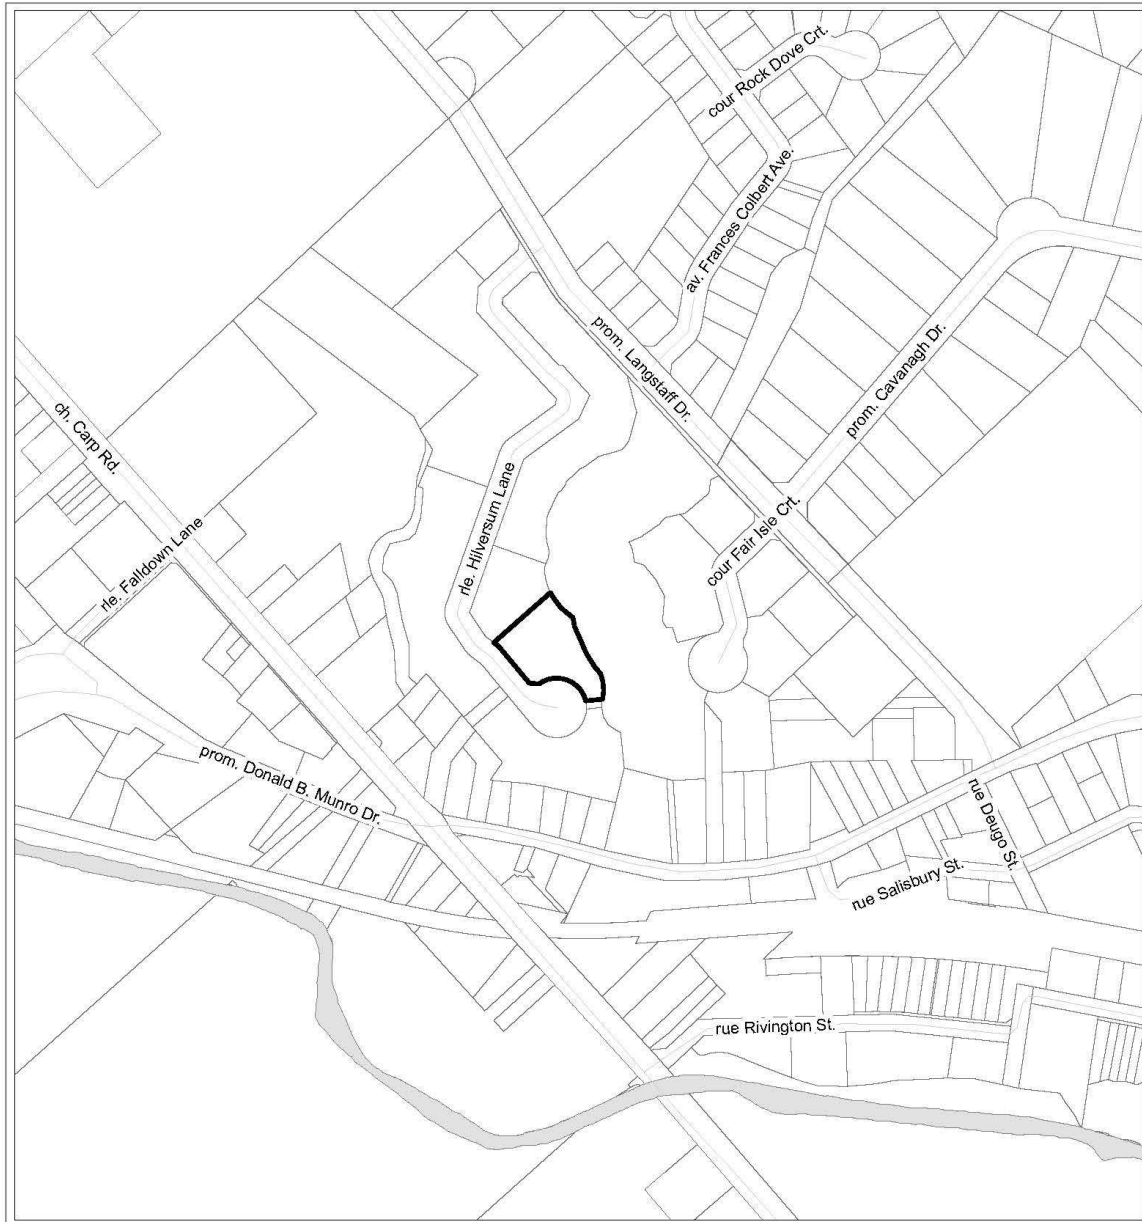 cour Rock Dove Crt.
av. Frances Colbert Ave.
prom. Langstaff Dr.
prom. Cavanagh Dr.
ch. Carp Rd.
rle. Hilversum Lane
cour Fair Isle Crt.
rle. Falldown Lane
prom. Donald B. Munro Dr.
rue Deugo St.
rue Salisbury St.
rue Rivington St.